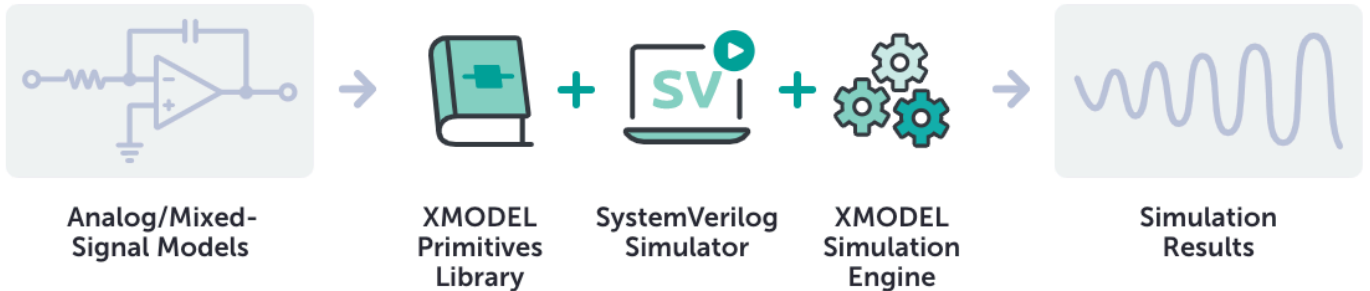 SV
Analog/Mixed-
Signal Models
XMODEL
Primitives
Library
SystemVerilog
Simulator
XMODEL
Simulation
Engine
Simulation
Results